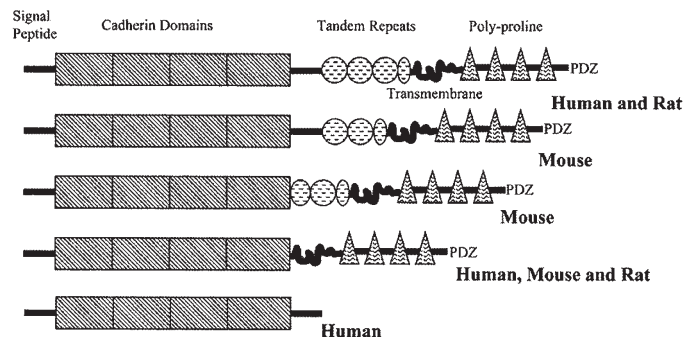 Signal
Peptide
Cadherin Domains
Tandem Repeats
Poly-proline
PDZ
Transmembrane
Human and Rat
PDZ
Mouse
PDZ
Mouse
PDZ
Human, Mouse and Rat
Human